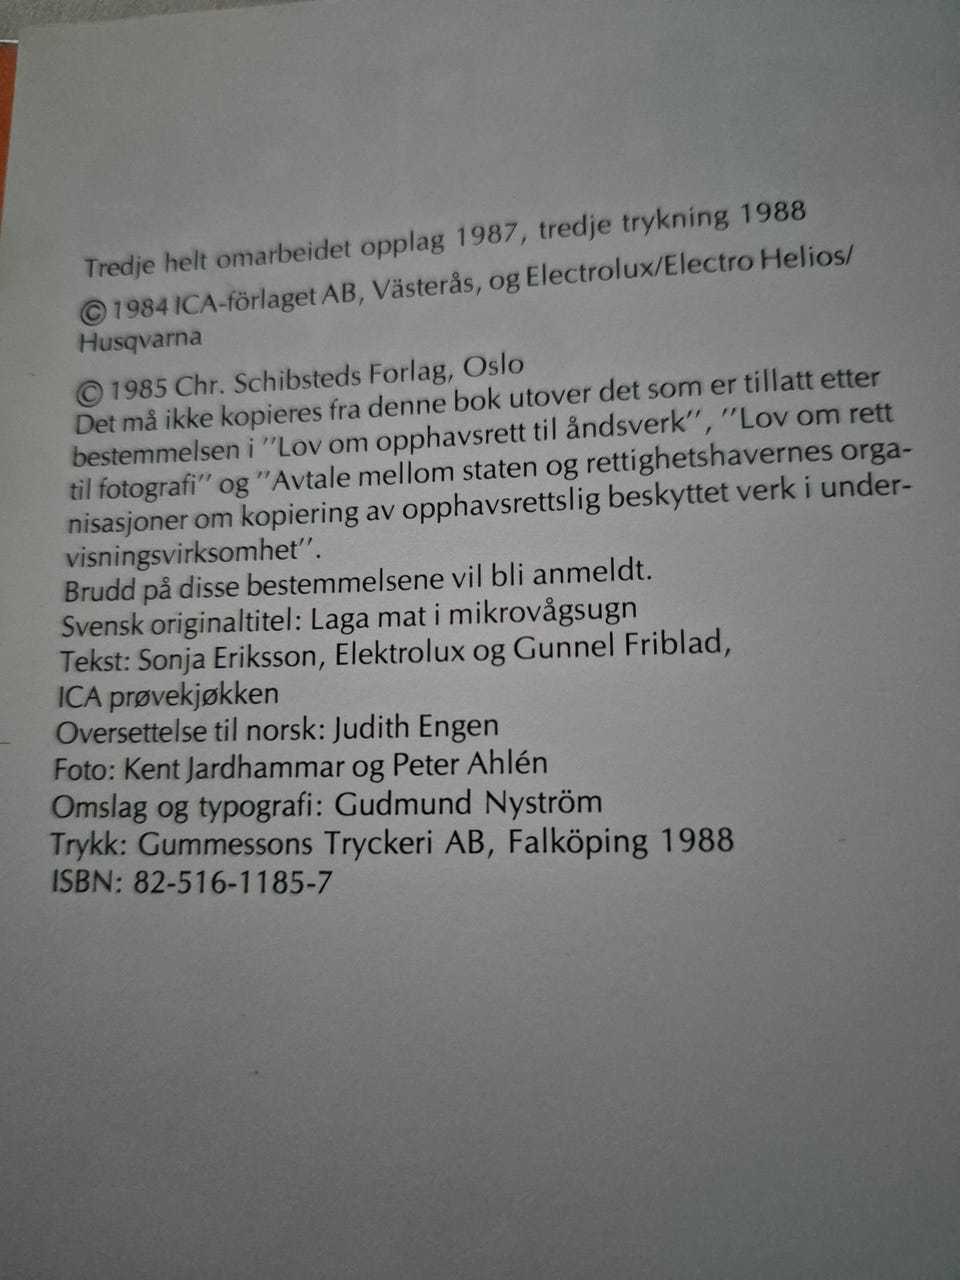 Tredje helt omarbeidet opplag 1987, tredje trykning 1988
© 1984 ICA-förlaget AB, Västerås, og Electrolux/Electro Helios/
Husqvarna
© 1985 Chr. Schibsteds Forlag, Oslo
Det må ikke kopieres fra denne bok utover det som er tillatt etter
bestemmelsen i ''Lov om opphavsrett til åndsverk'', ''Lov om rett
til fotografi'' og ''Avtale mellom staten og rettighetshavernes orga-
nisasjoner om kopiering av opphavsrettslig beskyttet verk i under-
visningsvirksomhet''.
Brudd på disse bestemmelsene vil bli anmeldt.
Svensk originaltitel: Laga mat i mikrovågsugn
Tekst: Sonja Eriksson, Elektrolux og Gunnel Friblad,
ICA prøvekjøkken
Oversettelse til norsk: Judith Engen
Foto: Kent Jardhammar og Peter Ahlén
Omslag og typografi: Gudmund Nyström
Trykk: Gummessons Tryckeri AB, Falköping 1988
ISBN: 82-516-1185-7